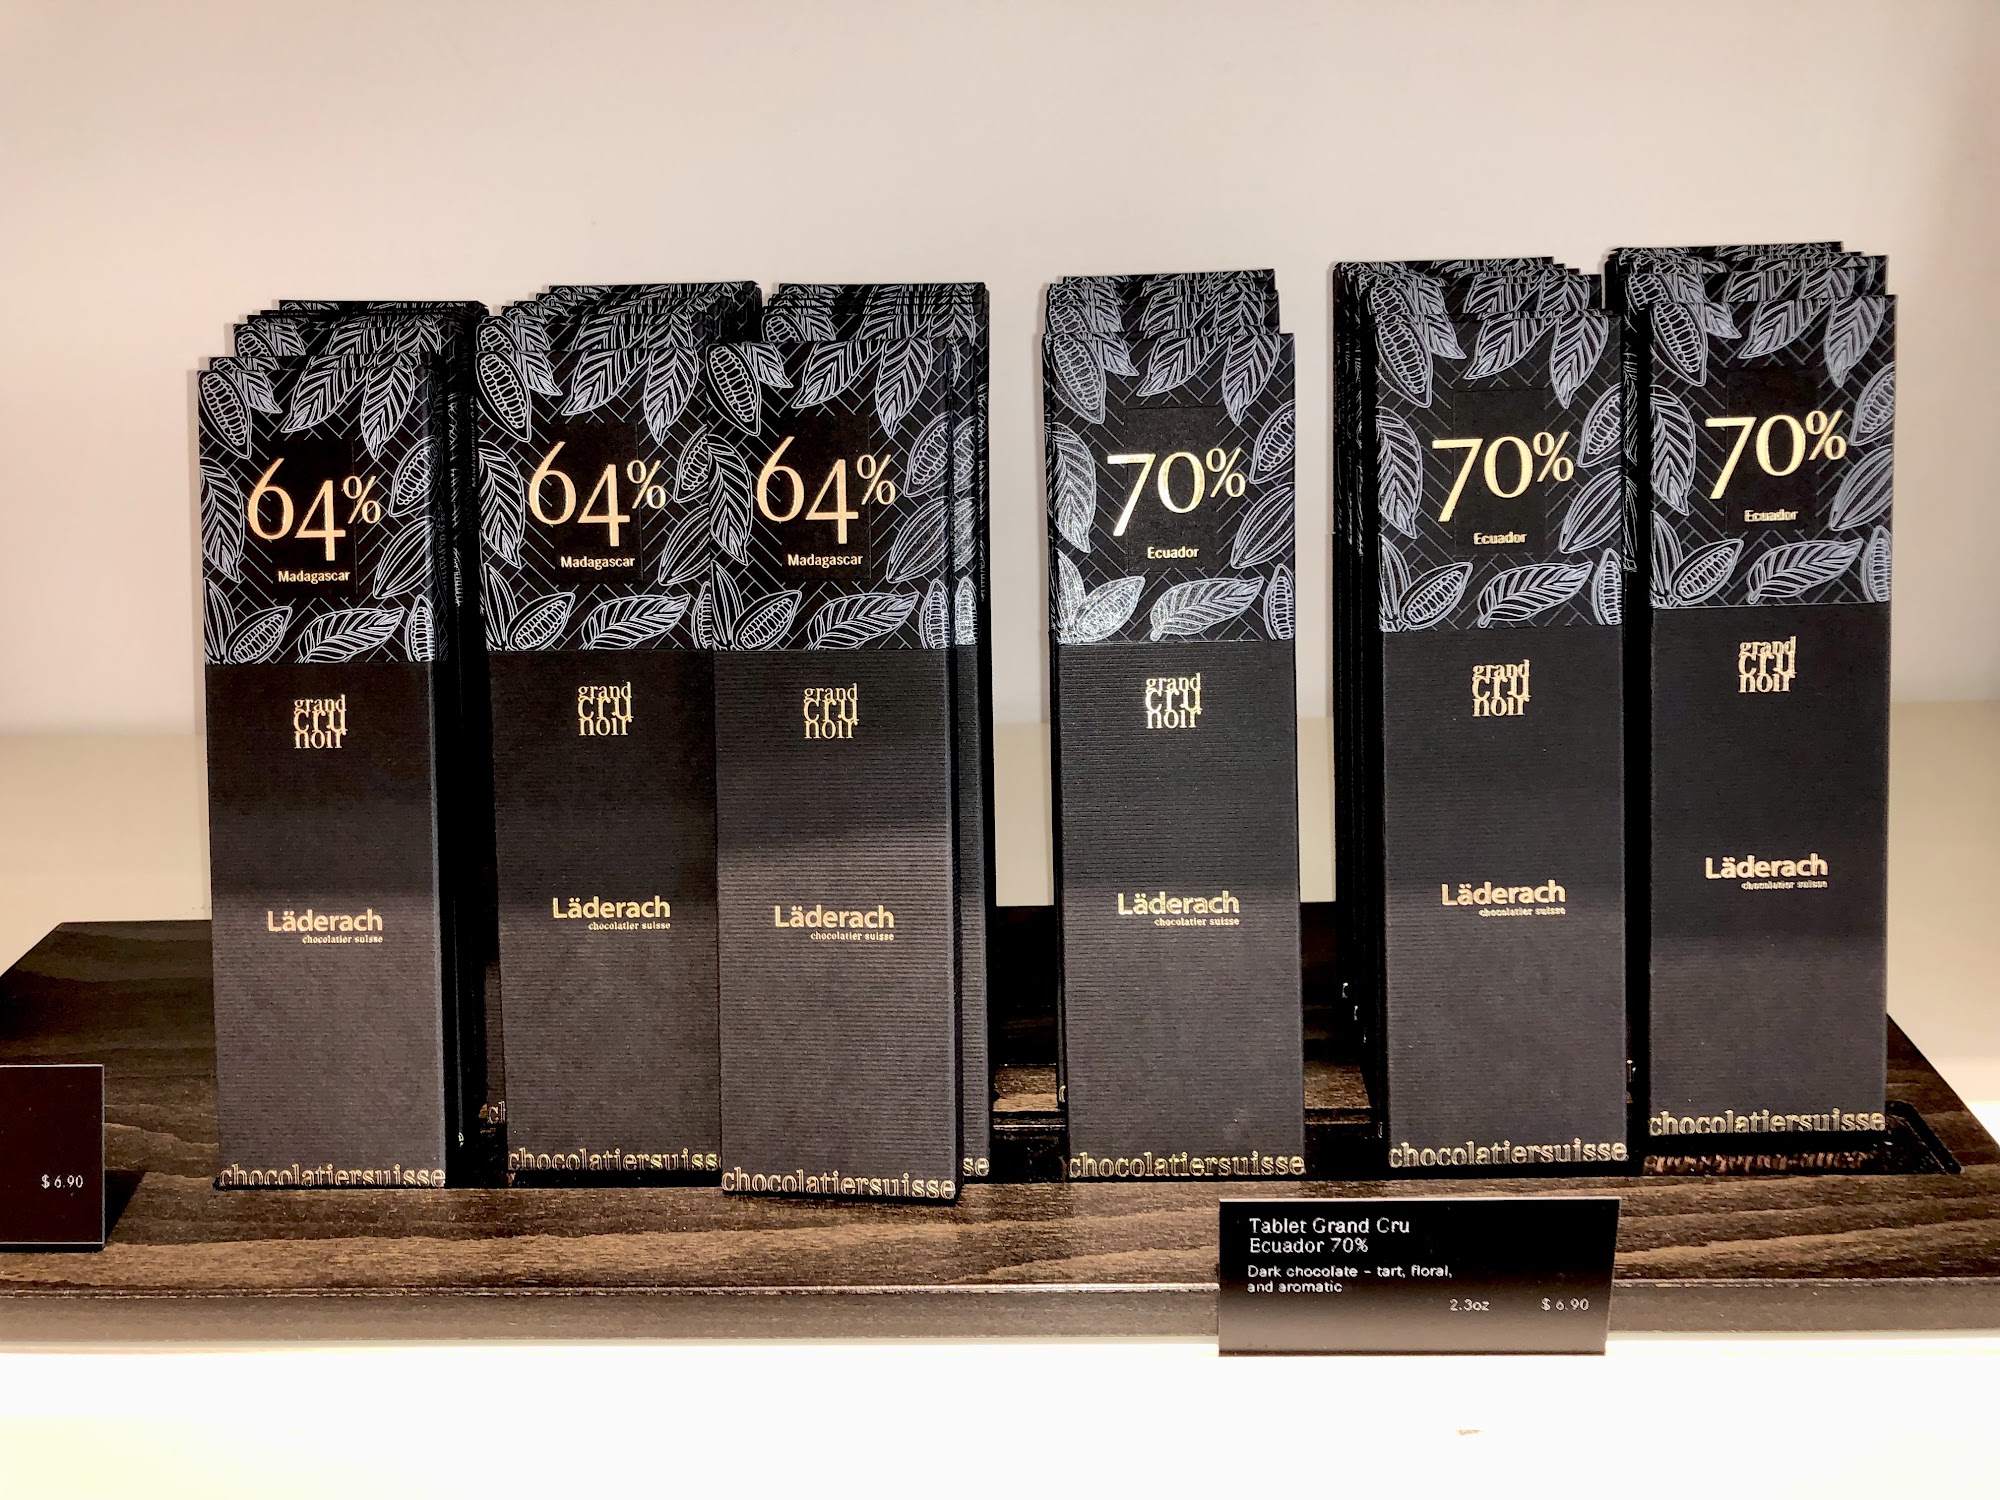 64%
Madagascar
grand
cru
noir
Läderach
chocolatier suisse
chocolatiersuisse
64%
Madagascar
grand
cru
noir
Läderach
chocolatier suisse
chocolatiersuisse
64%
Madagascar
grand
cru
noir
Läderach
chocolatier suisse
chocolatiersuisse
70%
Ecuador
grand
cru
noir
Läderach
chocolatier suisse
chocolatiersuisse
70%
Ecuador
grand
cru
noir
Läderach
chocolatier suisse
chocolatiersuisse
70%
Ecuador
grand
cru
noir
Läderach
chocolatier suisse
chocolatiersuisse
$ 6.90
Tablet Grand Cru
Ecuador 70%
Dark chocolate - tart, floral,
and aromatic
2.3oz $ 6.90